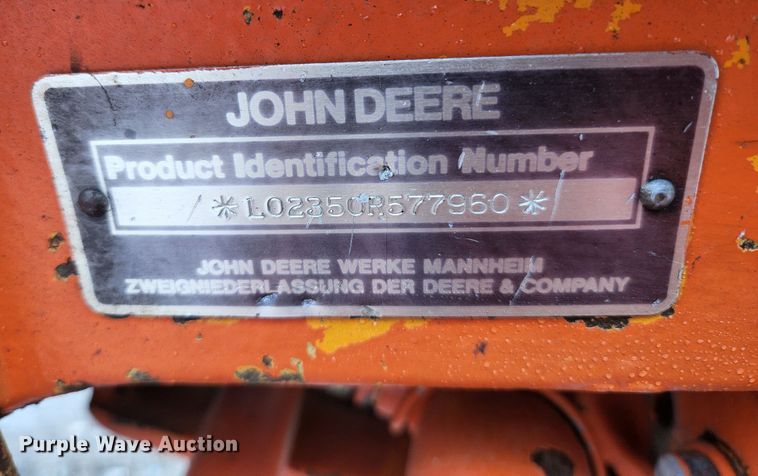 JOHN DEERE
Product Identification Number
*L02350R577960*
JOHN DEERE WERKE MANNHEIM
ZWEIGNIEDERLASSUNG DER DEERE & COMPANY
Purple Wave Auction